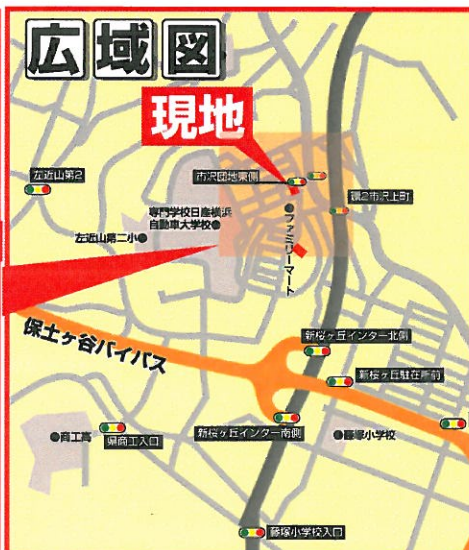 広域図
現地
左近山第2
市沢団地東側
環2市沢上町
専門学校日産横浜
自動車大学校
左近山第二小
ファミリーマート
保土ヶ谷バイパス
新桜ヶ丘インター北側
新桜ヶ丘駐在所前
商工高
県商工入口
新桜ヶ丘インター南側
藤塚小学校
藤塚小学校入口